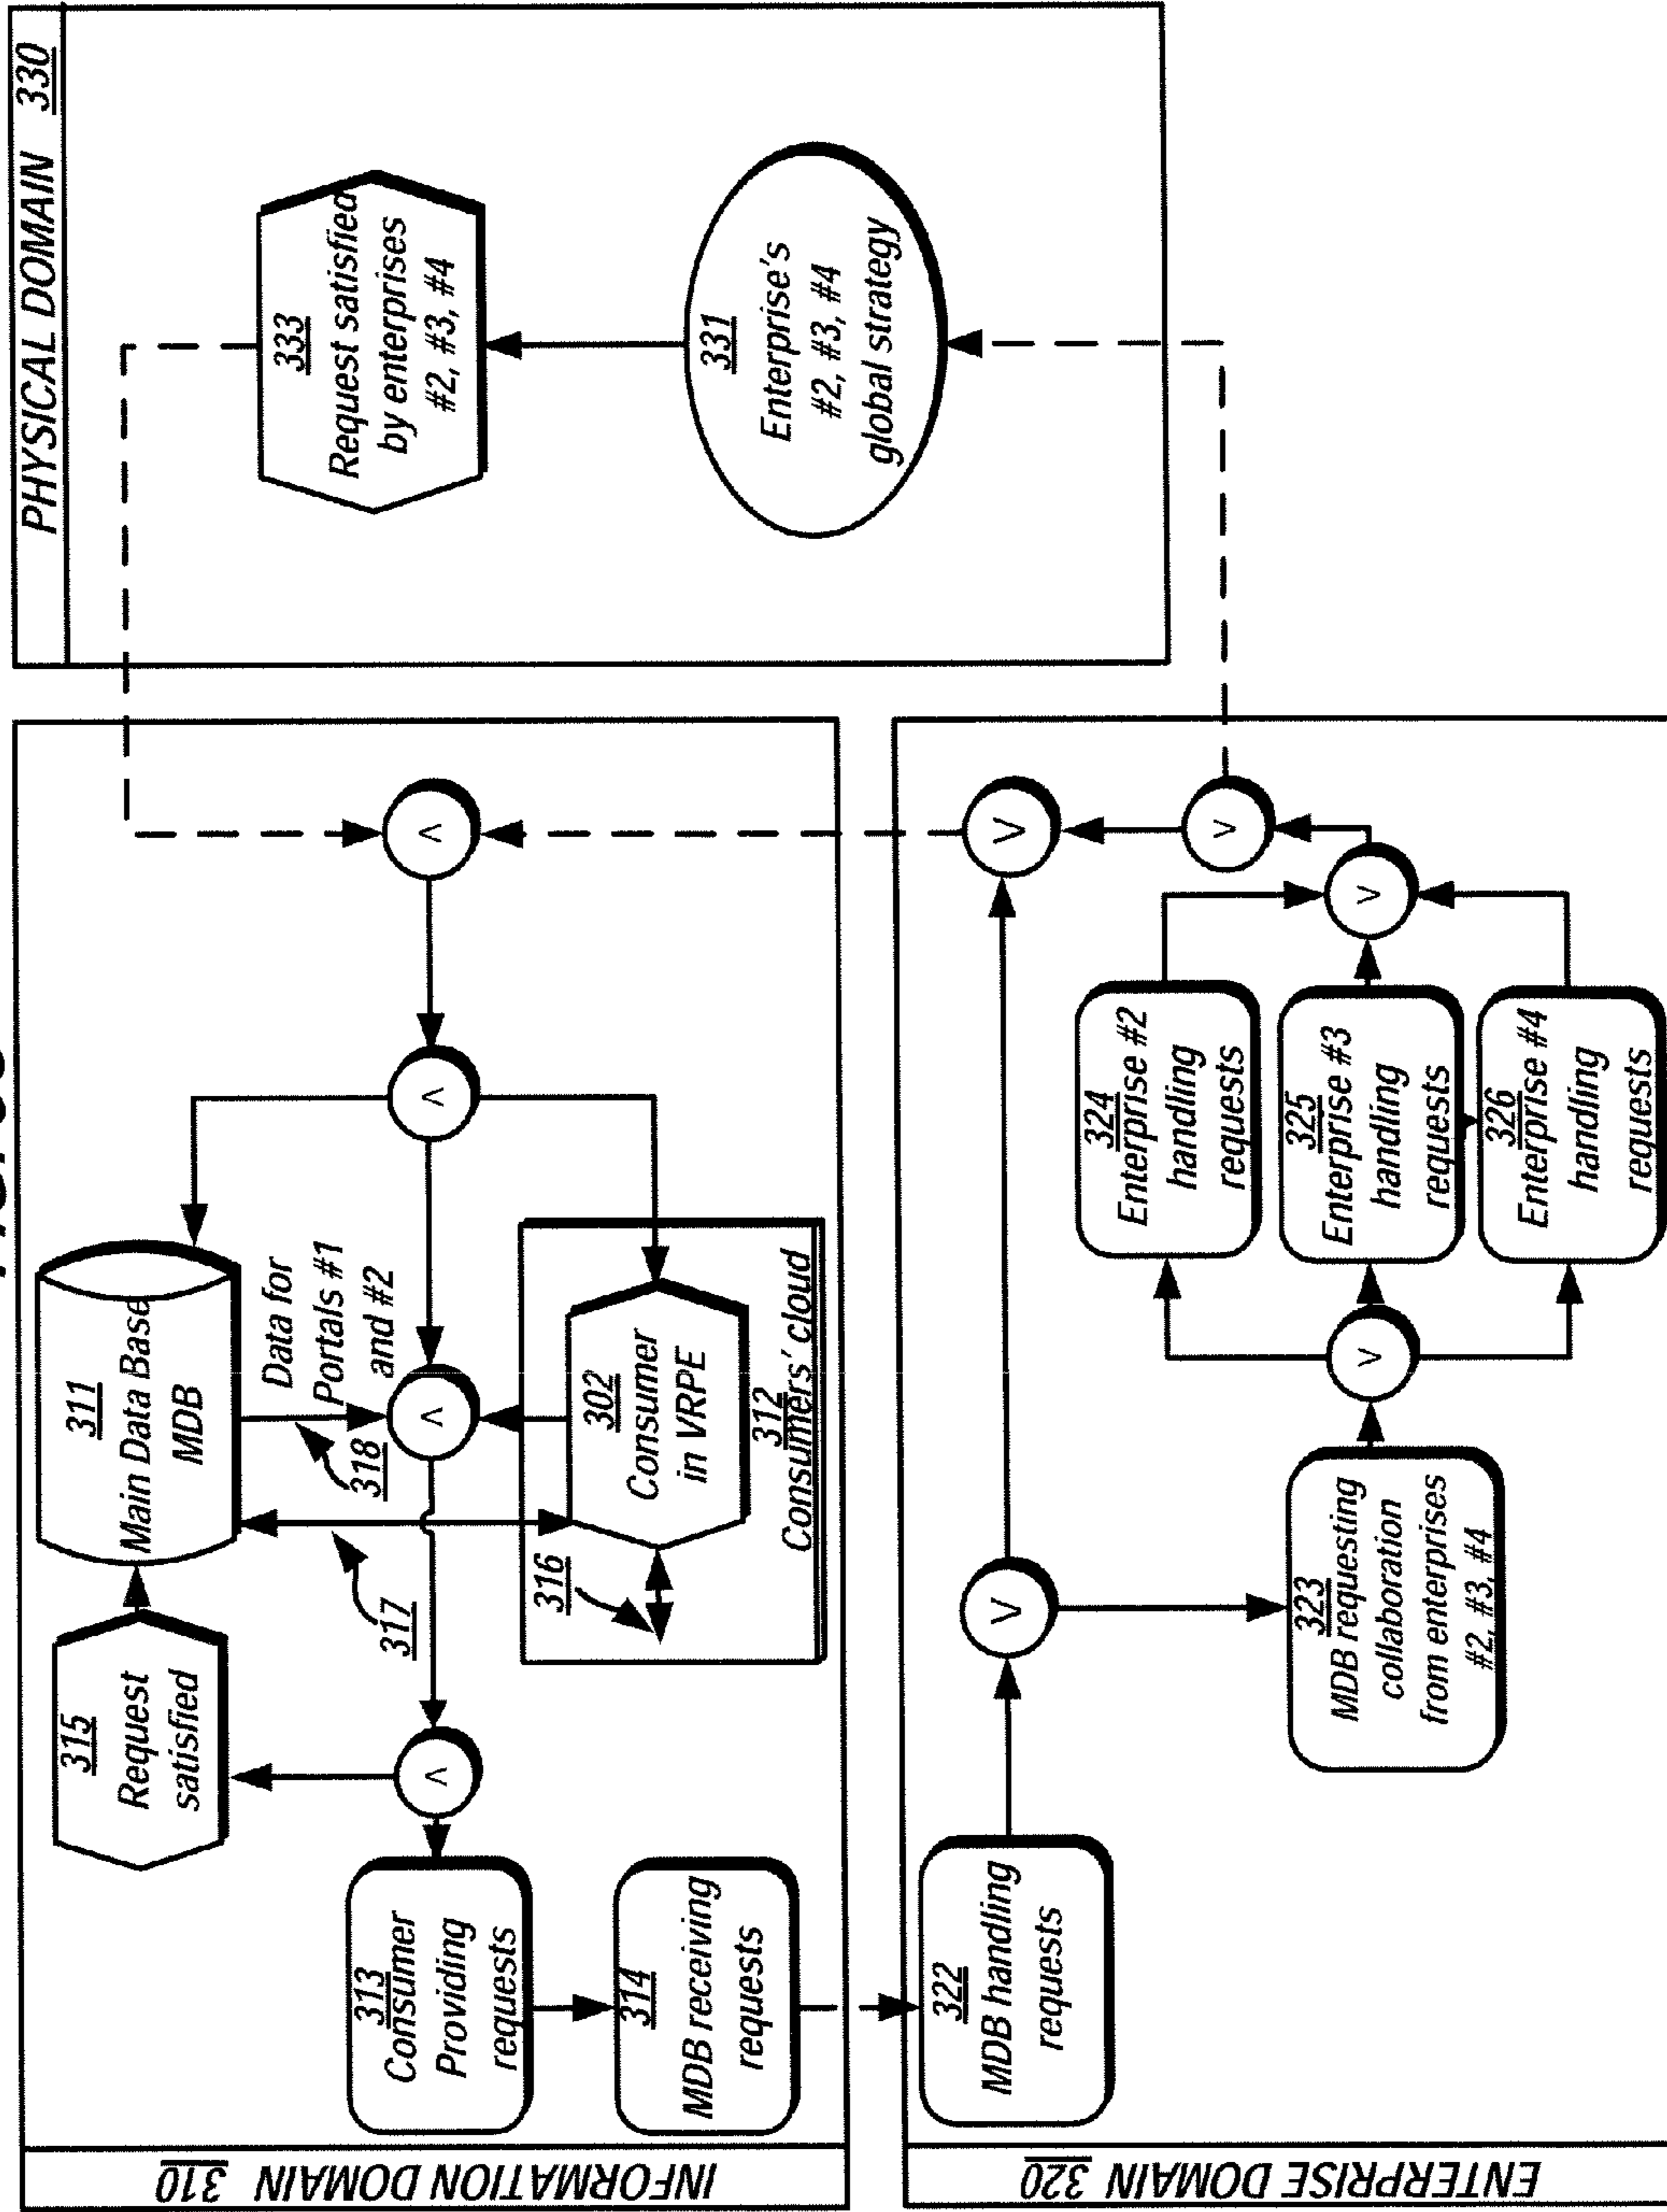 INFORMATION DOMAIN 310
315
Request
satisfied
311
Main Data Base
MDB
Data for
Portals #1
and #2
318
317
316
302
Consumer
in VRPE
312
Consumers' cloud
313
Consumer
Providing
requests
314
MDB receiving
requests
<
<
<
<
ENTERPRISE DOMAIN 320
322
MDB handling
requests
V
V
323
MDB requesting
collaboration
from enterprises
#2, #3, #4
V
324
Enterprise #2
handling
requests
325
Enterprise #3
handling
requests
326
Enterprise #4
handling
requests
V
V
PHYSICAL DOMAIN 330
333
Request satisfied
by enterprises
#2, #3, #4
331
Enterprise's
#2, #3, #4
global strategy